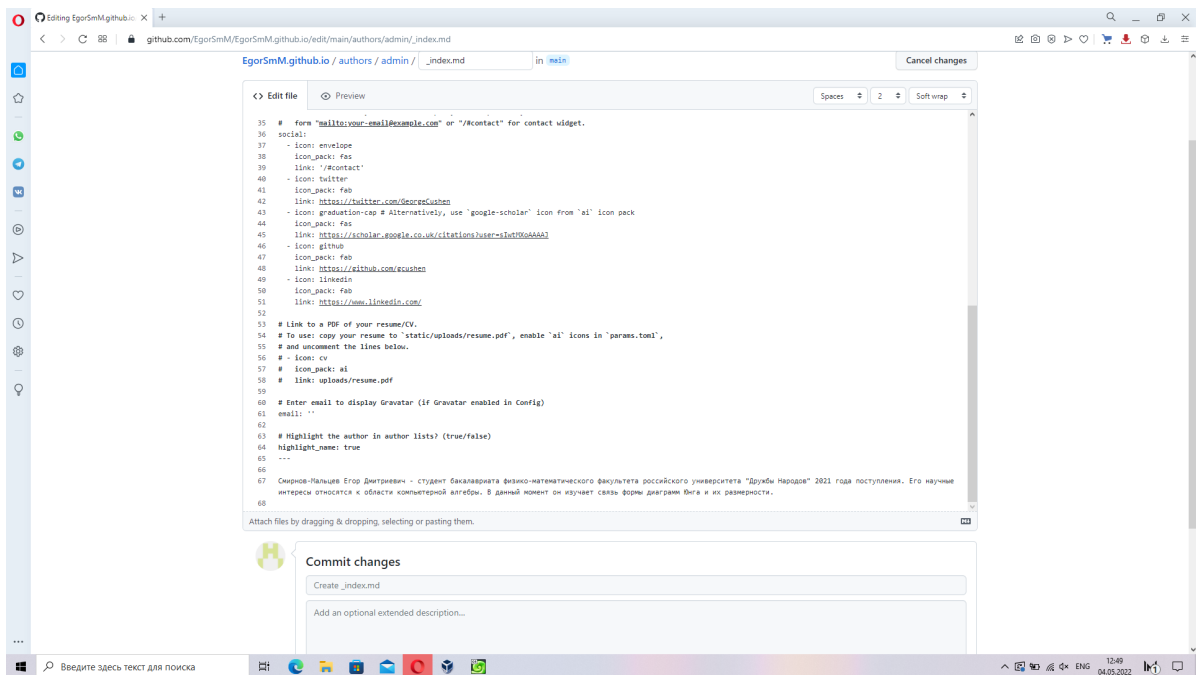 Editing EgorSmM.github.io:
github.com/EgorSmM/EgorSmM.github.io/edit/main/authors/admin/_index.md
EgorSmM.github.io / authors / admin / _index.md in main
Cancel changes
<> Edit file
Preview
Spaces
2
Soft wrap
35 # form "mailto:your-email@example.com" or "/#contact" for contact widget.
36 social:
37 - icon: envelope
38 icon_pack: fas
39 link: '/#contact'
40 - icon: twitter
41 icon_pack: fab
42 link: https://twitter.com/GeorgeCushen
43 - icon: graduation-cap # Alternatively, use `google-scholar` icon from `ai` icon pack
44 icon_pack: fas
45 link: https://scholar.google.co.uk/citations?user=sIwtMXoAAAAJ
46 - icon: github
47 icon_pack: fab
48 link: https://github.com/gcushen
49 - icon: linkedin
50 icon_pack: fab
51 link: https://www.linkedin.com/
52
53 # Link to a PDF of your resume/CV.
54 # To use: copy your resume to `static/uploads/resume.pdf`, enable `ai` icons in `params.toml`,
55 # and uncomment the lines below.
56 # - icon: cv
57 # icon_pack: ai
58 # link: uploads/resume.pdf
59
60 # Enter email to display Gravatar (if Gravatar enabled in Config)
61 email: ''
62
63 # Highlight the author in author lists? (true/false)
64 highlight_name: true
65 ---
66
67 Смирнов-Мальцев Егор Дмитриевич - студент бакалавриата физико-математического факультета российского университета "Дружбы Народов" 2021 года поступления. Его научные
интересы относятся к области компьютерной алгебры. В данный момент он изучает связь формы диаграмм Юнга и их размерности.
68
Attach files by dragging & dropping, selecting or pasting them.
Commit changes
Create _index.md
Add an optional extended description...
Введите здесь текст для поиска
ENG
12:49
04.05.2022
1